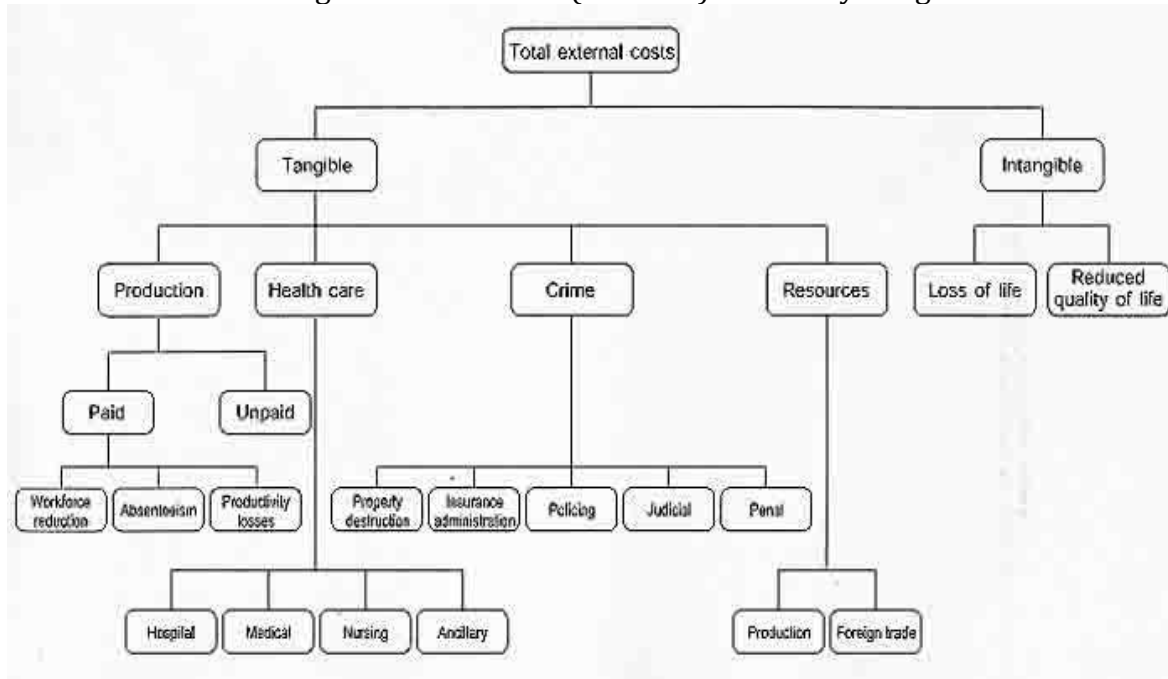 Total external costs
Tangible
Intangible
Production
Health care
Crime
Resources
Loss of life
Reduced
quality of life
Paid
Unpaid
Workforce
reduction
Absenteeism
Productivity
losses
Property
destruction
Insurance
administration
Policing
Judicial
Penal
Hospital
Medical
Nursing
Ancillary
Production
Foreign trade